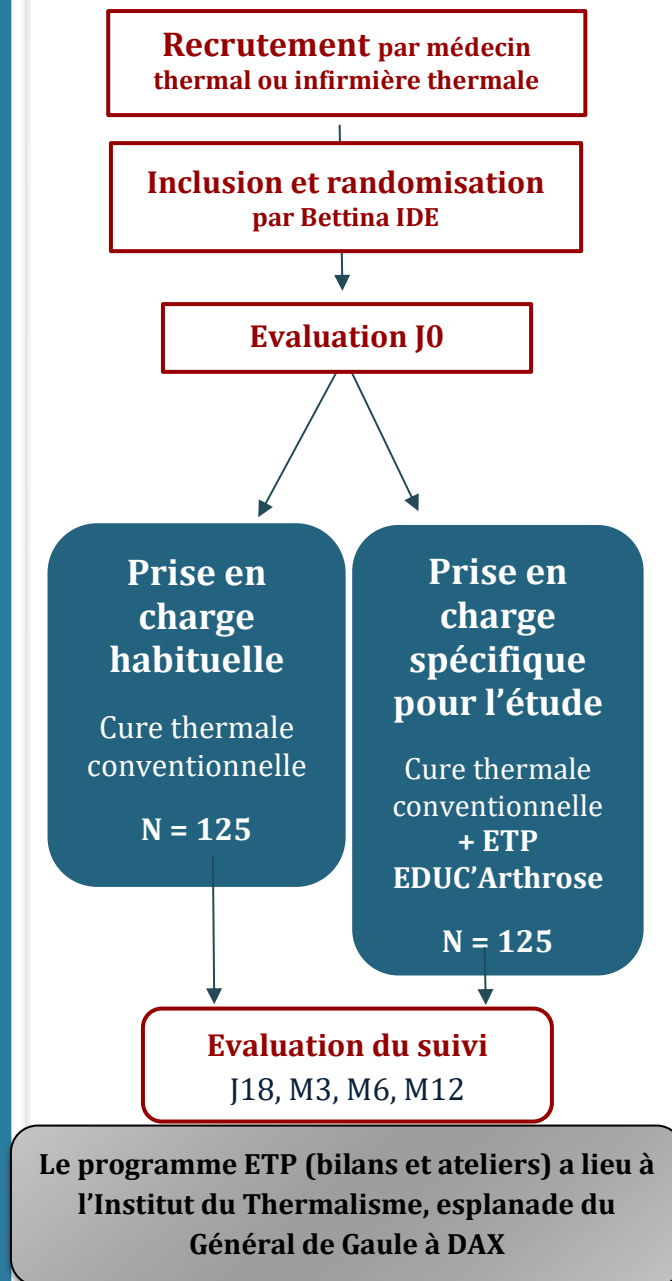 Recrutement par médecin
thermal ou infirmière thermale
Inclusion et randomisation
par Bettina IDE
Evaluation J0
Prise en
charge
habituelle
Cure thermale
conventionnelle
N = 125
Prise en
charge
spécifique
pour l’étude
Cure thermale
conventionnelle
+ ETP
EDUC’Arthrose
N = 125
Evaluation du suivi
J18, M3, M6, M12
Le programme ETP (bilans et ateliers) a lieu à
l’Institut du Thermalisme, esplanade du
Général de Gaule à DAX